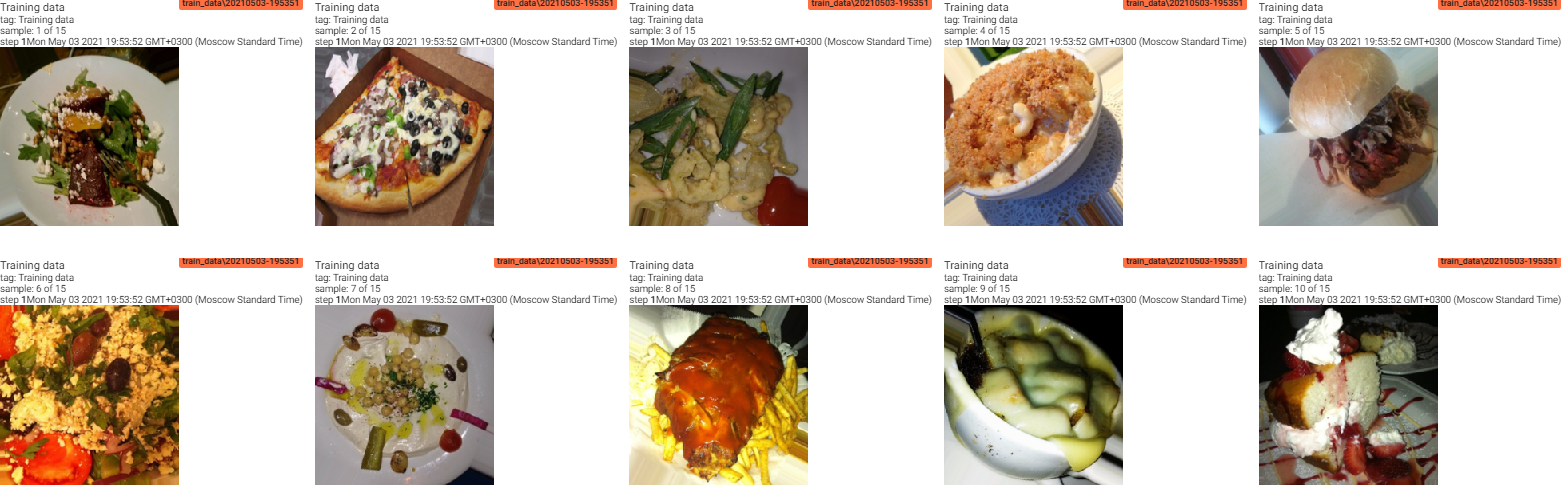 Training data
train_data\20210503-195351
tag: Training data
sample: 1 of 15
step 1Mon May 03 2021 19:53:52 GMT+0300 (Moscow Standard Time)
Training data
train_data\20210503-195351
tag: Training data
sample: 2 of 15
step 1Mon May 03 2021 19:53:52 GMT+0300 (Moscow Standard Time)
Training data
train_data\20210503-195351
tag: Training data
sample: 3 of 15
step 1Mon May 03 2021 19:53:52 GMT+0300 (Moscow Standard Time)
Training data
train_data\20210503-195351
tag: Training data
sample: 4 of 15
step 1Mon May 03 2021 19:53:52 GMT+0300 (Moscow Standard Time)
Training data
train_data\20210503-195351
tag: Training data
sample: 5 of 15
step 1Mon May 03 2021 19:53:52 GMT+0300 (Moscow Standard Time)
Training data
train_data\20210503-195351
tag: Training data
sample: 6 of 15
step 1Mon May 03 2021 19:53:52 GMT+0300 (Moscow Standard Time)
Training data
train_data\20210503-195351
tag: Training data
sample: 7 of 15
step 1Mon May 03 2021 19:53:52 GMT+0300 (Moscow Standard Time)
Training data
train_data\20210503-195351
tag: Training data
sample: 8 of 15
step 1Mon May 03 2021 19:53:52 GMT+0300 (Moscow Standard Time)
Training data
train_data\20210503-195351
tag: Training data
sample: 9 of 15
step 1Mon May 03 2021 19:53:52 GMT+0300 (Moscow Standard Time)
Training data
train_data\20210503-195351
tag: Training data
sample: 10 of 15
step 1Mon May 03 2021 19:53:52 GMT+0300 (Moscow Standard Time)